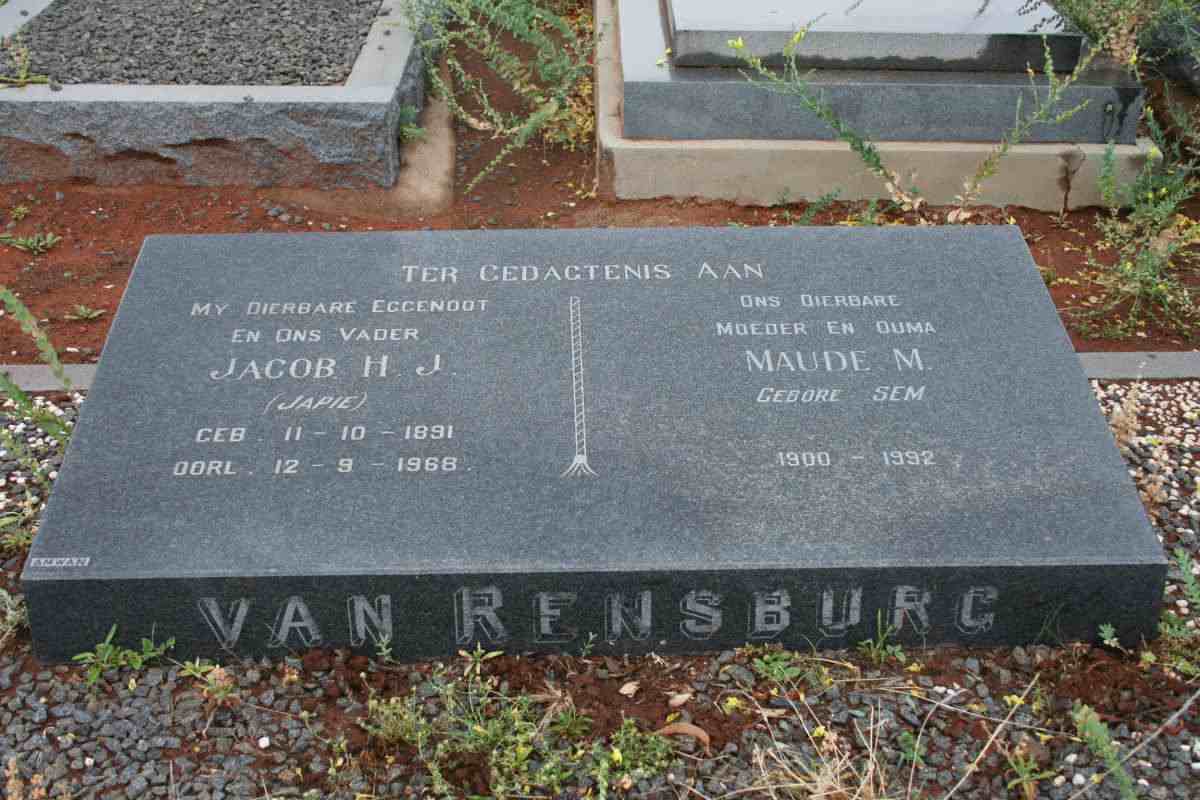 TER GEDAGTENIS AAN
MY DIERBARE EGGENOOT
EN ONS VADER
JACOB H. J.
(JAPIE)
GEB. 11 - 10 - 1891
OORL. 12 - 9 - 1968.
ONS DIERBARE
MOEDER EN OUMA
MAUDE M.
GEBORE SEM
1900 - 1992
ANWAN
VAN RENSBURG